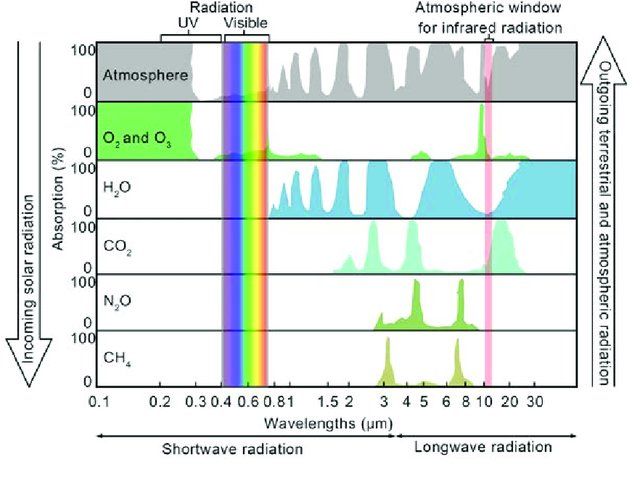 Radiation
UV Visible
Atmospheric window
for infrared radiation
Incoming solar radiation
Absorption (%)
100
Atmosphere
0
100
O2 and O3
0
100
H2O
0
100
CO2
0
100
N2O
0
100
CH4
0
0.1 0.2 0.3 0.4 0.6 0.81 1.5 2 3 4 5 6 8 10 20 30
Wavelengths (μm)
Shortwave radiation Longwave radiation
Outgoing terrestrial and atmospheric radiation